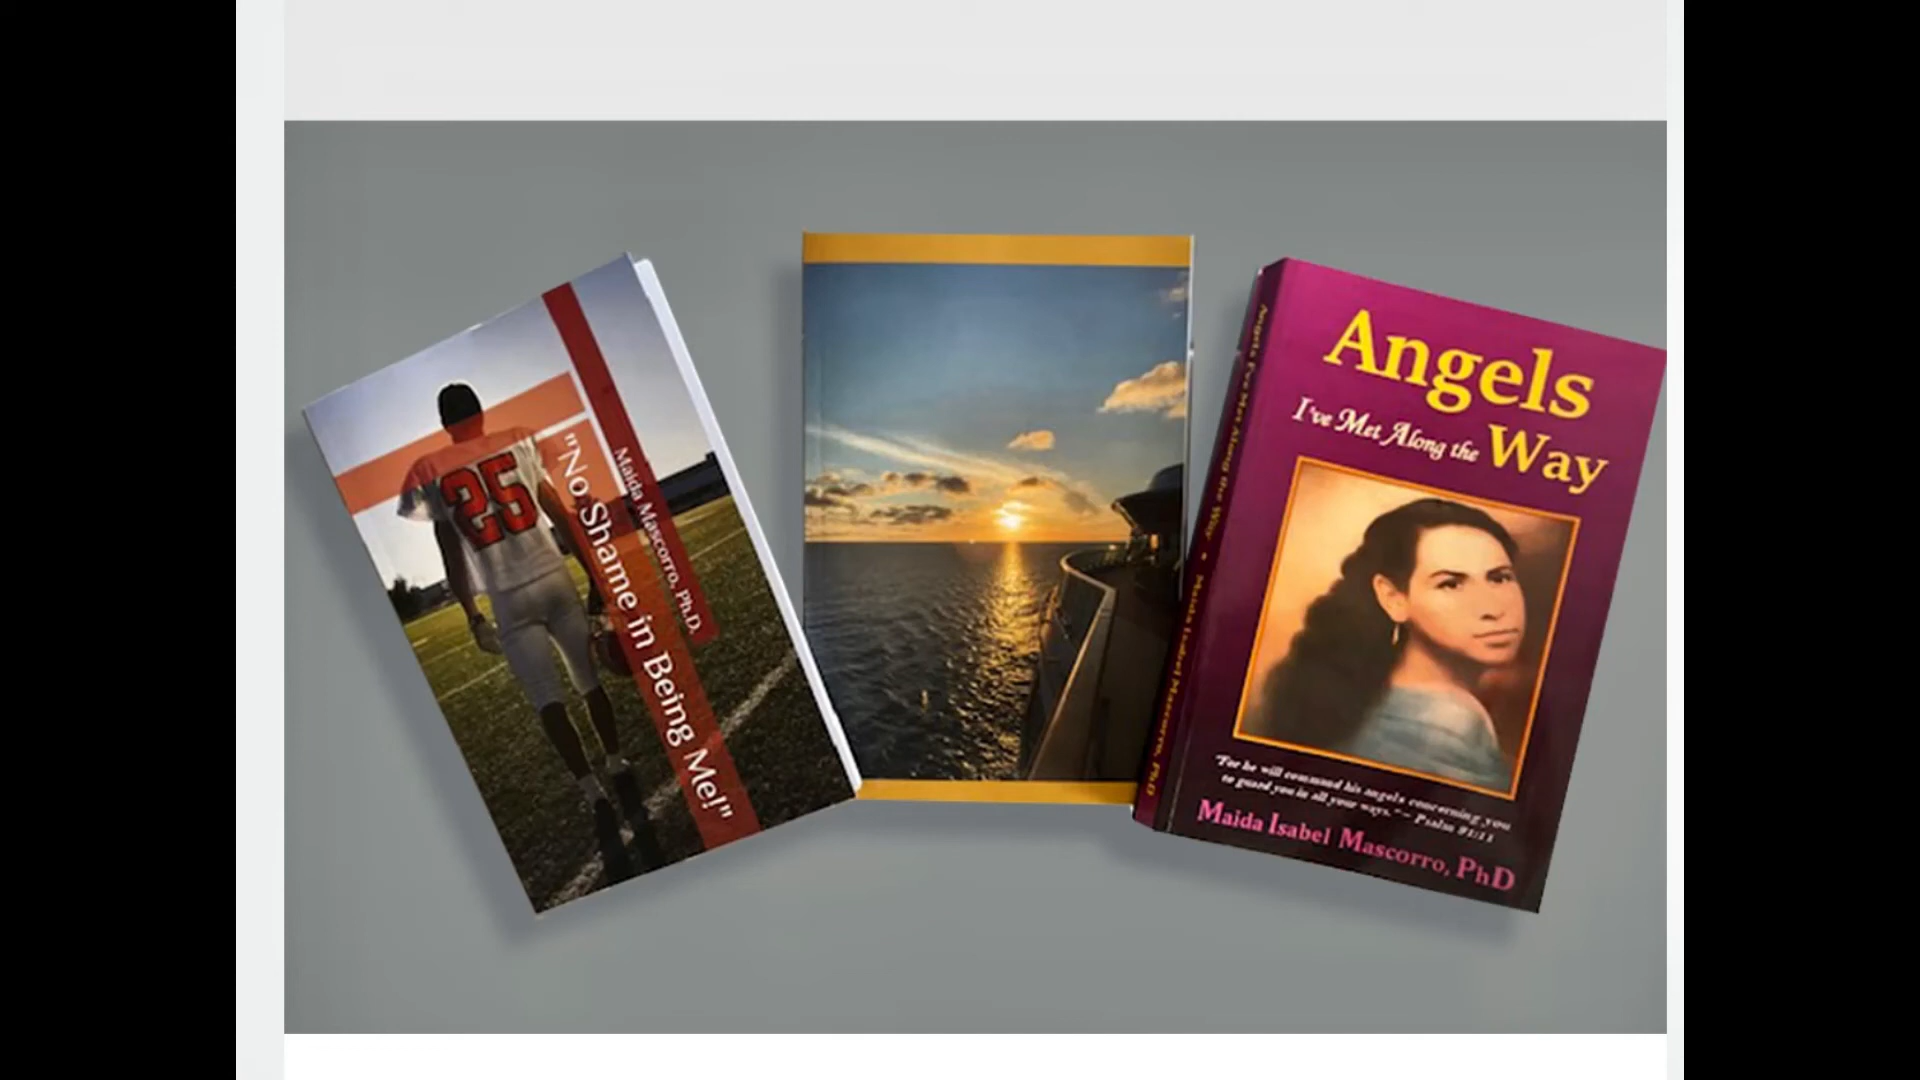 25
"No Shame in Being Me!"
Maida Mascorro, Ph.D.
Angels I've Met Along the Way • Maida Isabel Mascorro, PhD
Angels
I've Met Along the Way
"For he will command his angels concerning you
to guard you in all your ways." – Psalm 91:11
Maida Isabel Mascorro, PhD